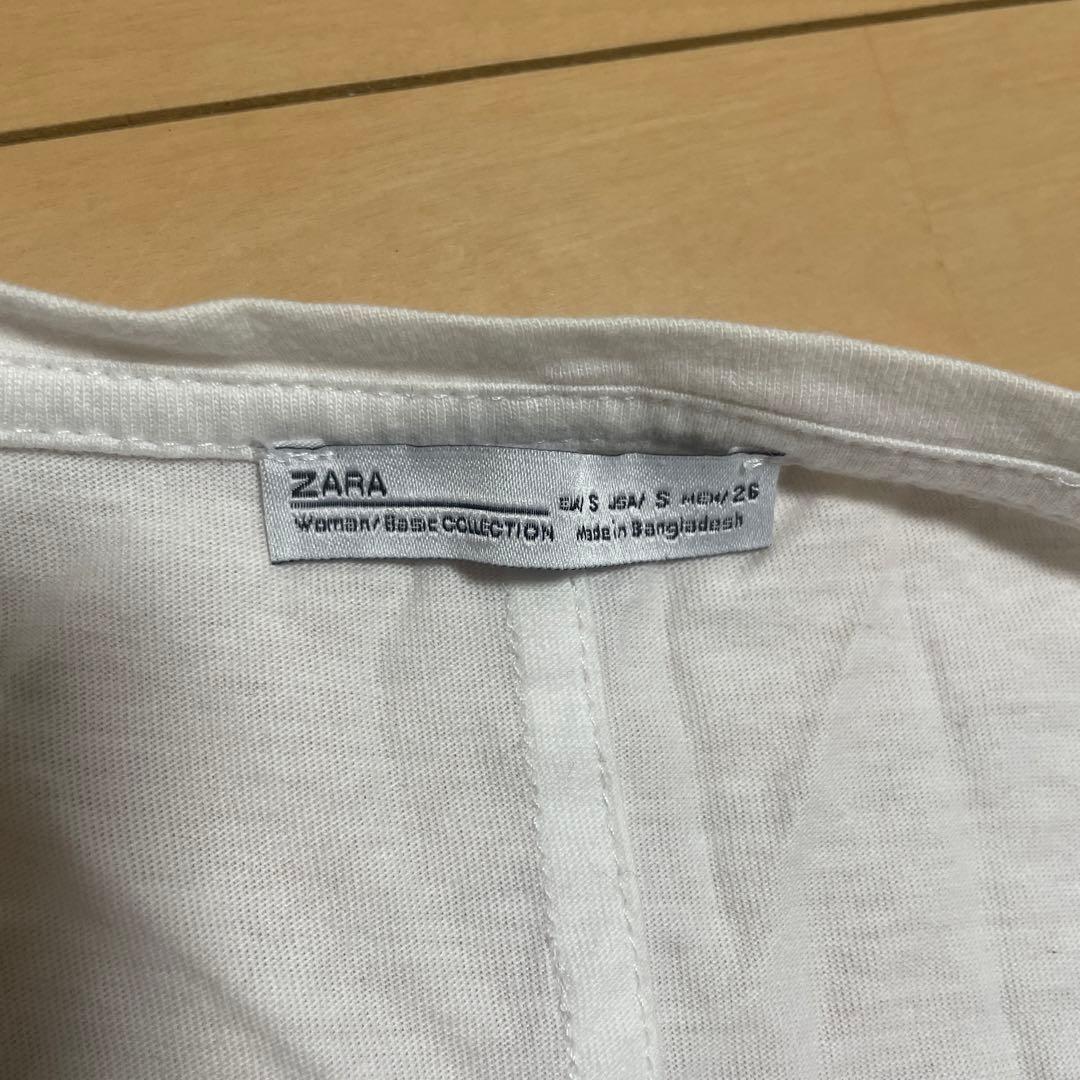 ZARA
Woman/Basic COLLECTION
EUR/S USA/S MEX/26
Made in Bangladesh